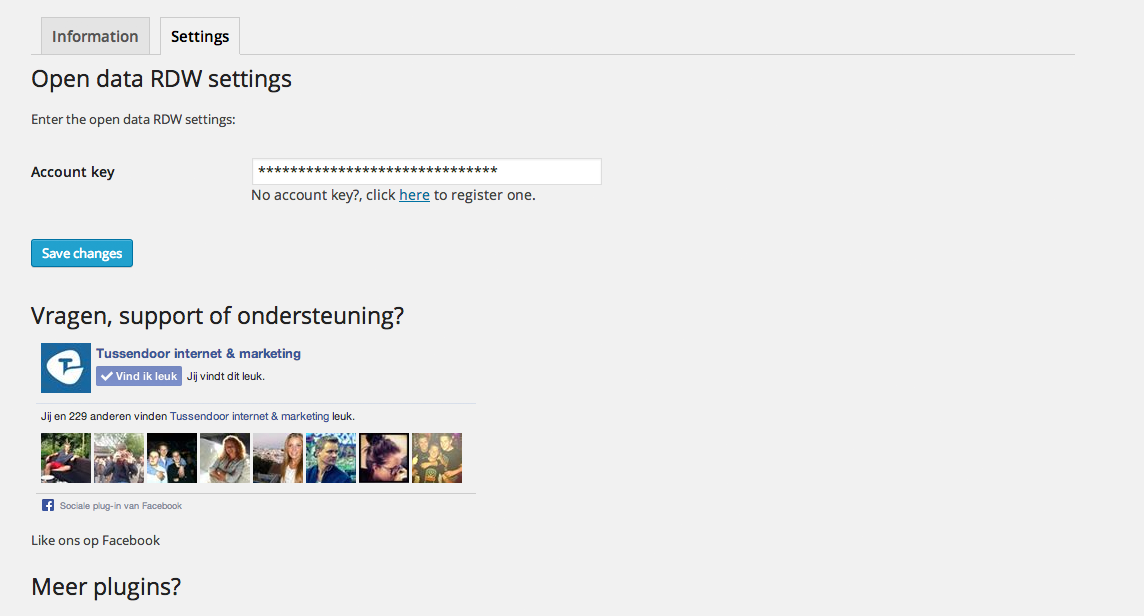 Information Settings
Open data RDW settings
Enter the open data RDW settings:
Account key ******************************
No account key?, click here to register one.
Save changes
Vragen, support of ondersteuning?
Tussendoor internet & marketing
Vind ik leuk Jij vindt dit leuk.
Jij en 229 anderen vinden Tussendoor internet & marketing leuk.
Sociale plug-in van Facebook
Like ons op Facebook
Meer plugins?